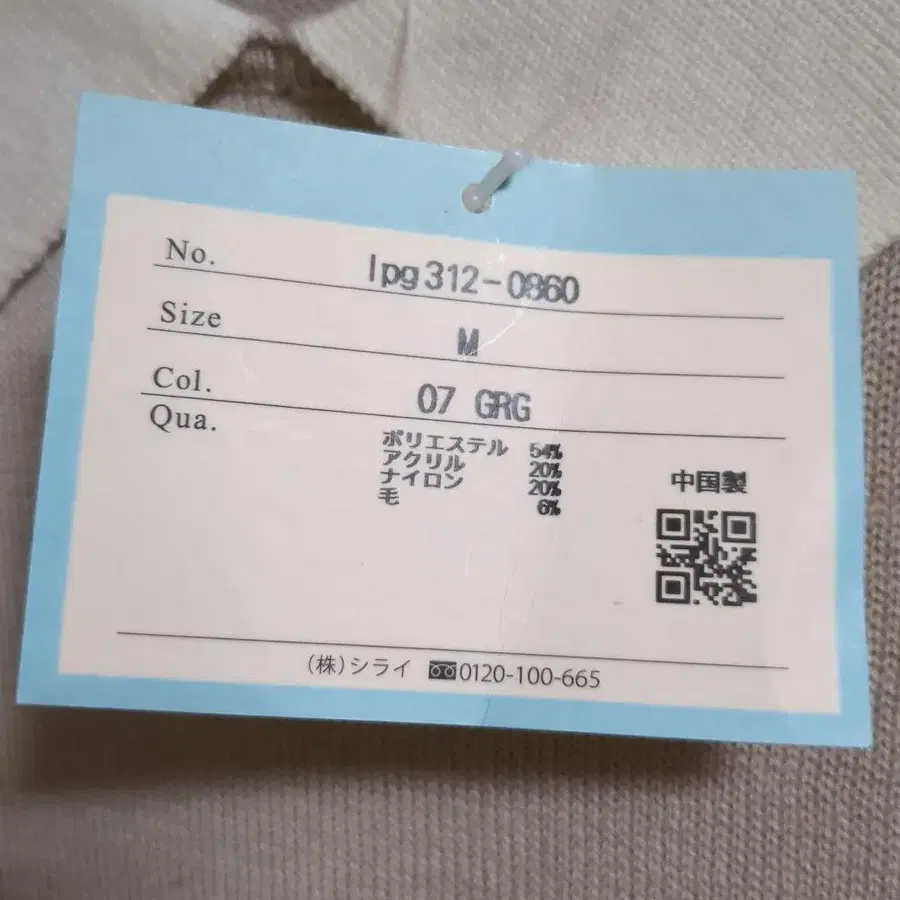 No. lpg312-0860
Size M
Col. 07 GRG
Qua.
ポリエステル 54%
アクリル 20%
ナイロン 20%
毛 6%
中国製
(株)シライ 0120-100-665